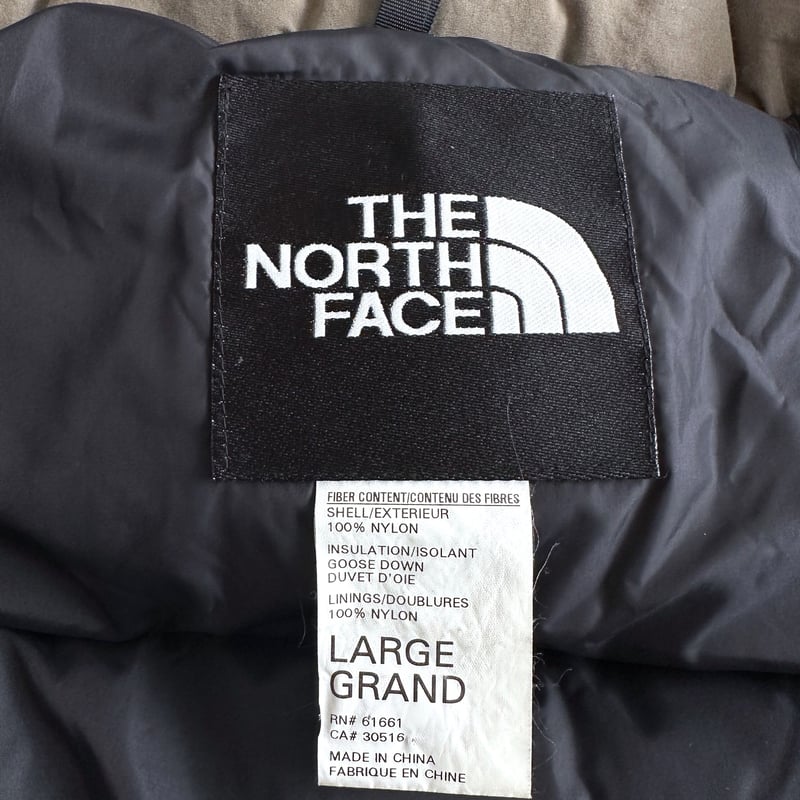 THE
NORTH
FACE
FIBER CONTENT/CONTENU DES FIBRES
SHELL/EXTERIEUR
100% NYLON
INSULATION/ISOLANT
GOOSE DOWN
DUVET D'OIE
LININGS/DOUBLURES
100% NYLON
LARGE
GRAND
RN# 61661
CA# 30516
MADE IN CHINA
FABRIQUE EN CHINE